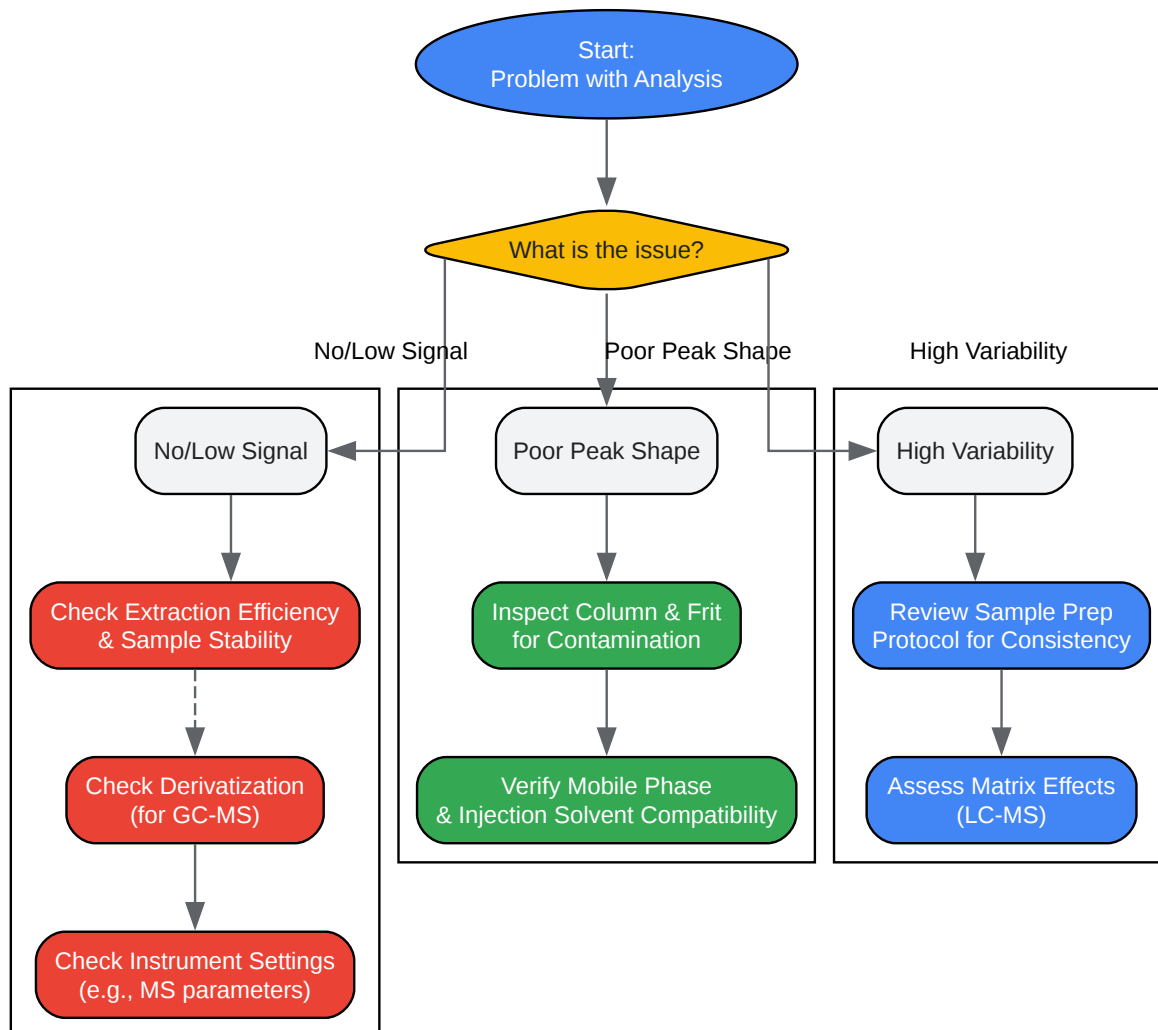 Start:
Problem with Analysis
What is the issue?
No/Low Signal
Poor Peak Shape
High Variability
No/Low Signal
Poor Peak Shape
High Variability
Check Extraction Efficiency
& Sample Stability
Inspect Column & Frit
for Contamination
Review Sample Prep
Protocol for Consistency
Check Derivatization
(for GC-MS)
Verify Mobile Phase
& Injection Solvent Compatibility
Assess Matrix Effects
(LC-MS)
Check Instrument Settings
(e.g., MS parameters)